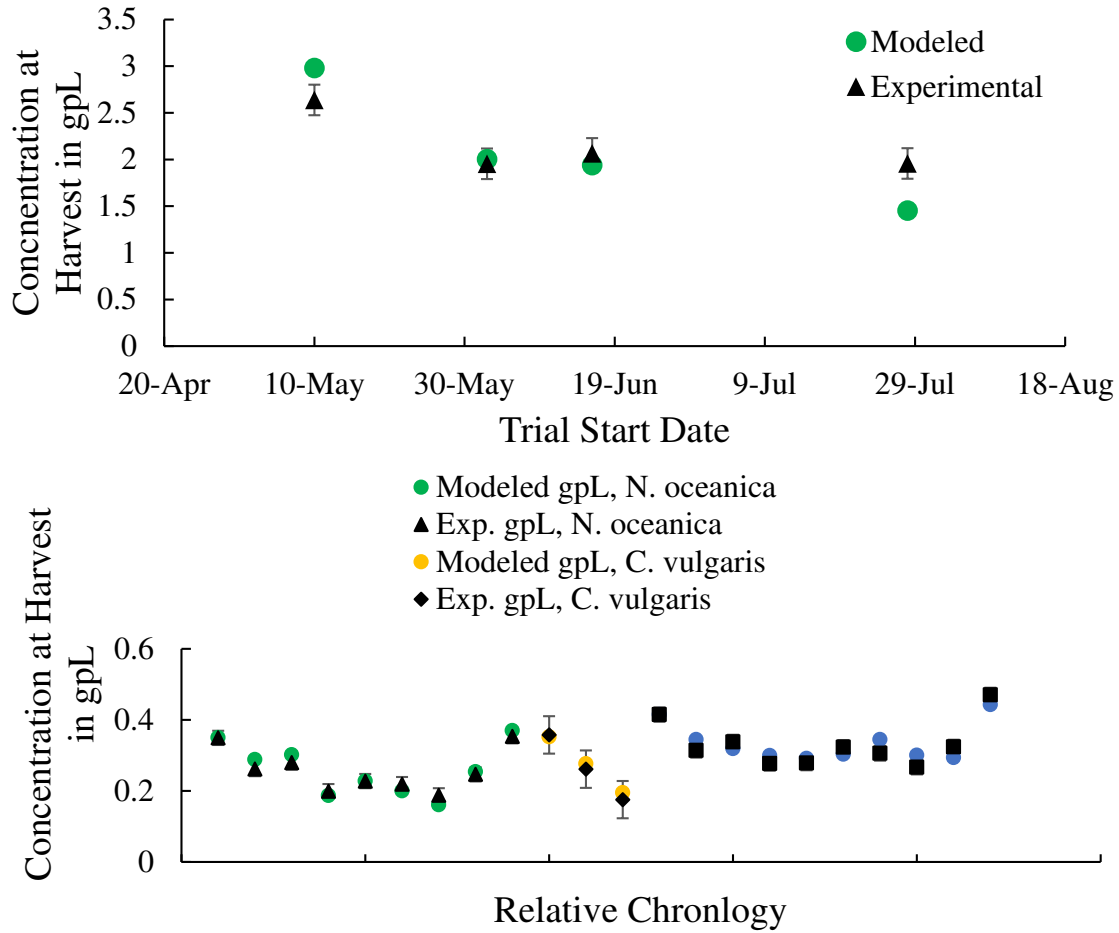 Concnentration at
Harvest in gpL
3.5
3
2.5
2
1.5
1
0.5
0
Modeled
Experimental
20-Apr 10-May 30-May 19-Jun 9-Jul 29-Jul 18-Aug
Trial Start Date
Modeled gpL, N. oceanica
Exp. gpL, N. oceanica
Modeled gpL, C. vulgaris
Exp. gpL, C. vulgaris
Concentration at Harvest
in gpL
0.6
0.4
0.2
0
Relative Chronlogy